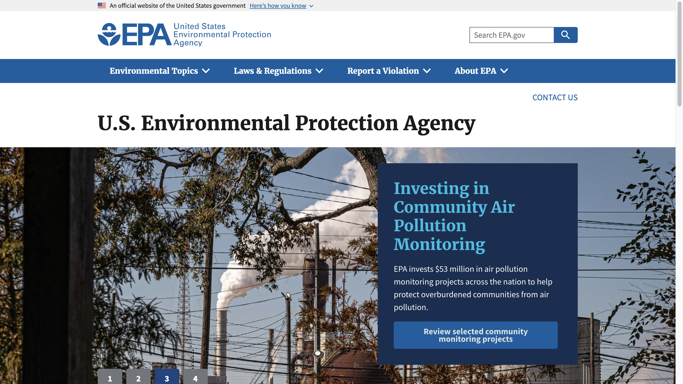 An official website of the United States government Here's how you know
EPA United States
Environmental Protection
Agency
Search EPA.gov
Environmental Topics Laws & Regulations Report a Violation About EPA
CONTACT US
U.S. Environmental Protection Agency
Investing in
Community Air
Pollution
Monitoring
EPA invests $53 million in air pollution
monitoring projects across the nation to help
protect overburdened communities from air
pollution.
Review selected community
monitoring projects
1 2 3 4